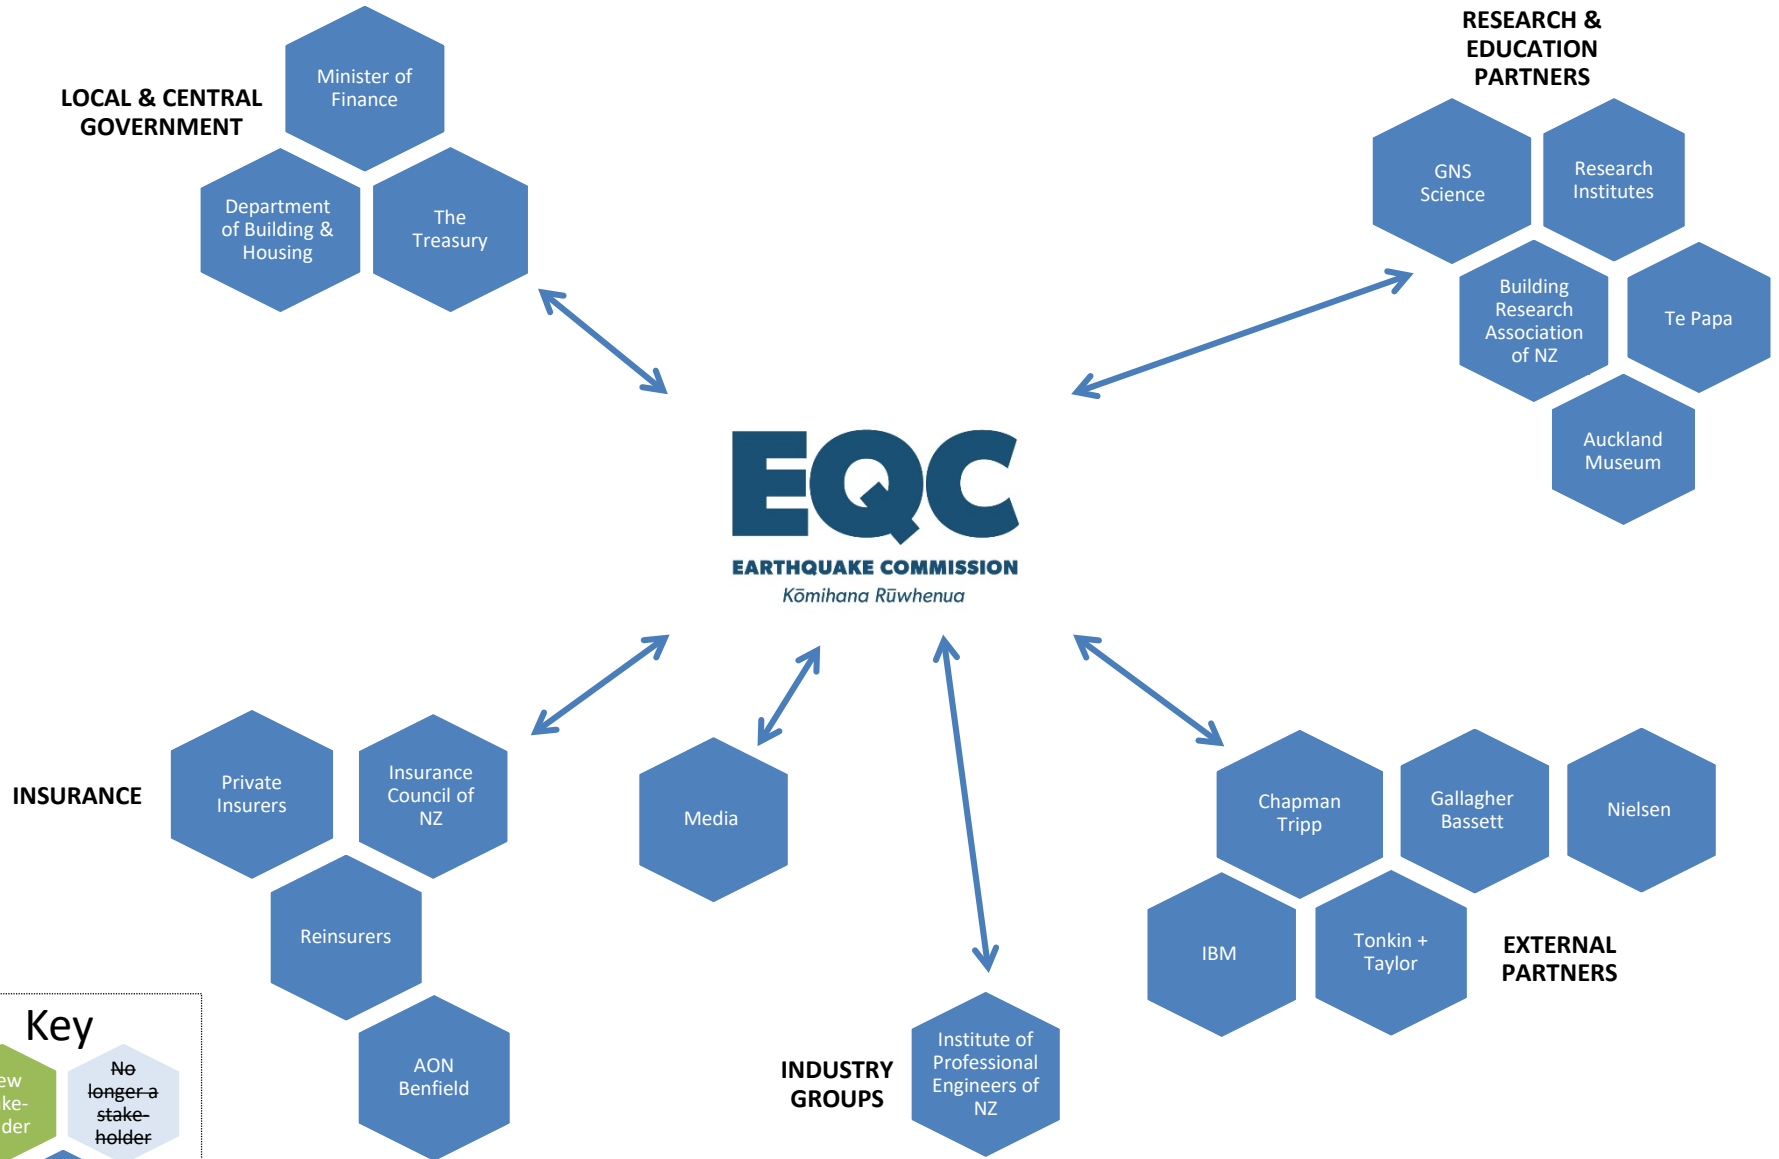 RESEARCH &
EDUCATION
PARTNERS
LOCAL & CENTRAL
GOVERNMENT
Minister of
Finance
Department
of Building &
Housing
The
Treasury
GNS
Science
Research
Institutes
Building
Research
Association
of NZ
Te Papa
Auckland
Museum
EQC
EARTHQUAKE COMMISSION
Kōmihana Rūwhenua
INSURANCE
Private
Insurers
Insurance
Council of
NZ
Reinsurers
AON
Benfield
Media
INDUSTRY
GROUPS
Institute of
Professional
Engineers of
NZ
Chapman
Tripp
Gallagher
Bassett
Nielsen
IBM
Tonkin +
Taylor
EXTERNAL
PARTNERS
Key
No
longer a
stake-
holder